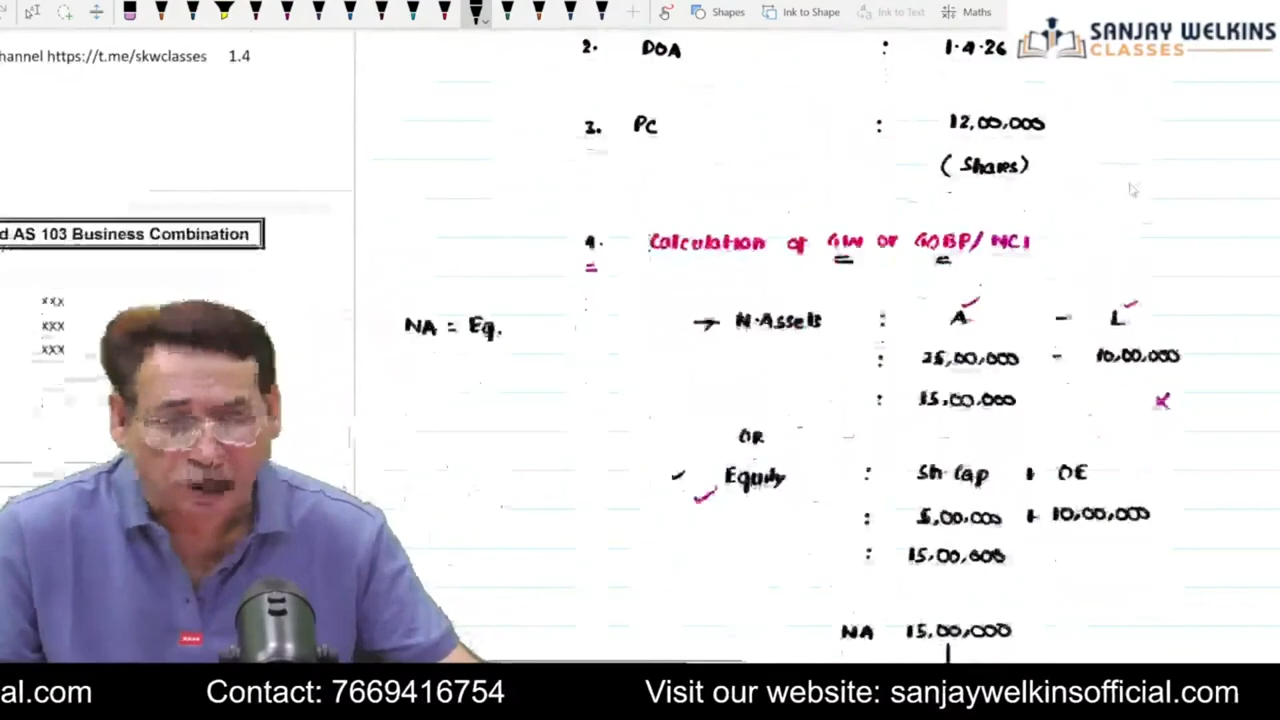 Shapes
Ink to Shape
Ink to Text
Maths
SANJAY WELKINS
CLASSES
hannel https://t.me/skwclasses 1.4
2. DOA : 1.4.26
3. PC : 12,00,000
(Shares)
d AS 103 Business Combination
4. Calculation of GW or GOBP/NCI
xxx
xxx
xxx
NA = Eq.
→ N.Assets : A - L
: 25,00,000 - 10,00,000
: 15,00,000
OR
Equity : Sh Cap + OE
: 5,00,000 + 10,00,000
: 15,00,000
NA 15,00,000
al.com Contact: 7669416754 Visit our website: sanjaywelkinsofficial.com